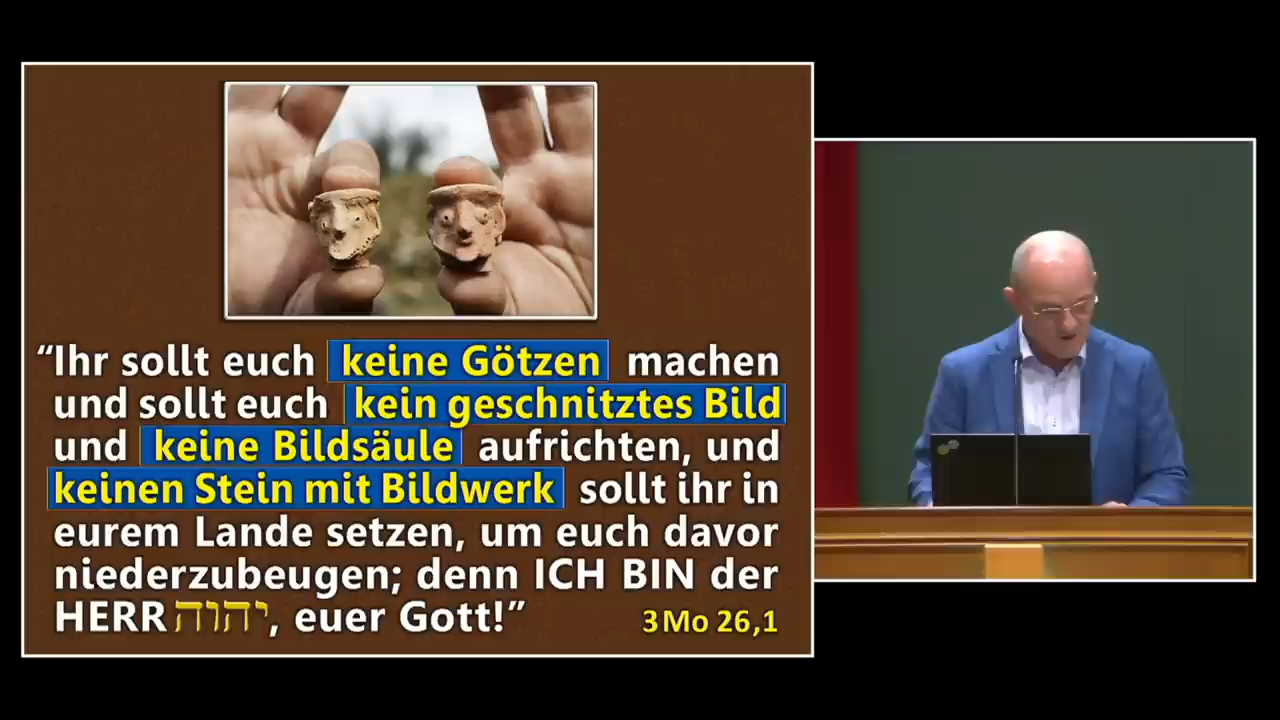 “Ihr sollt euch keine Götzen machen
und sollt euch kein geschnitztes Bild
und keine Bildsäule aufrichten, und
keinen Stein mit Bildwerk sollt ihr in
eurem Lande setzen, um euch davor
niederzubeugen; denn ICH BIN der
HERR יהוה, euer Gott!” 3Mo 26,1